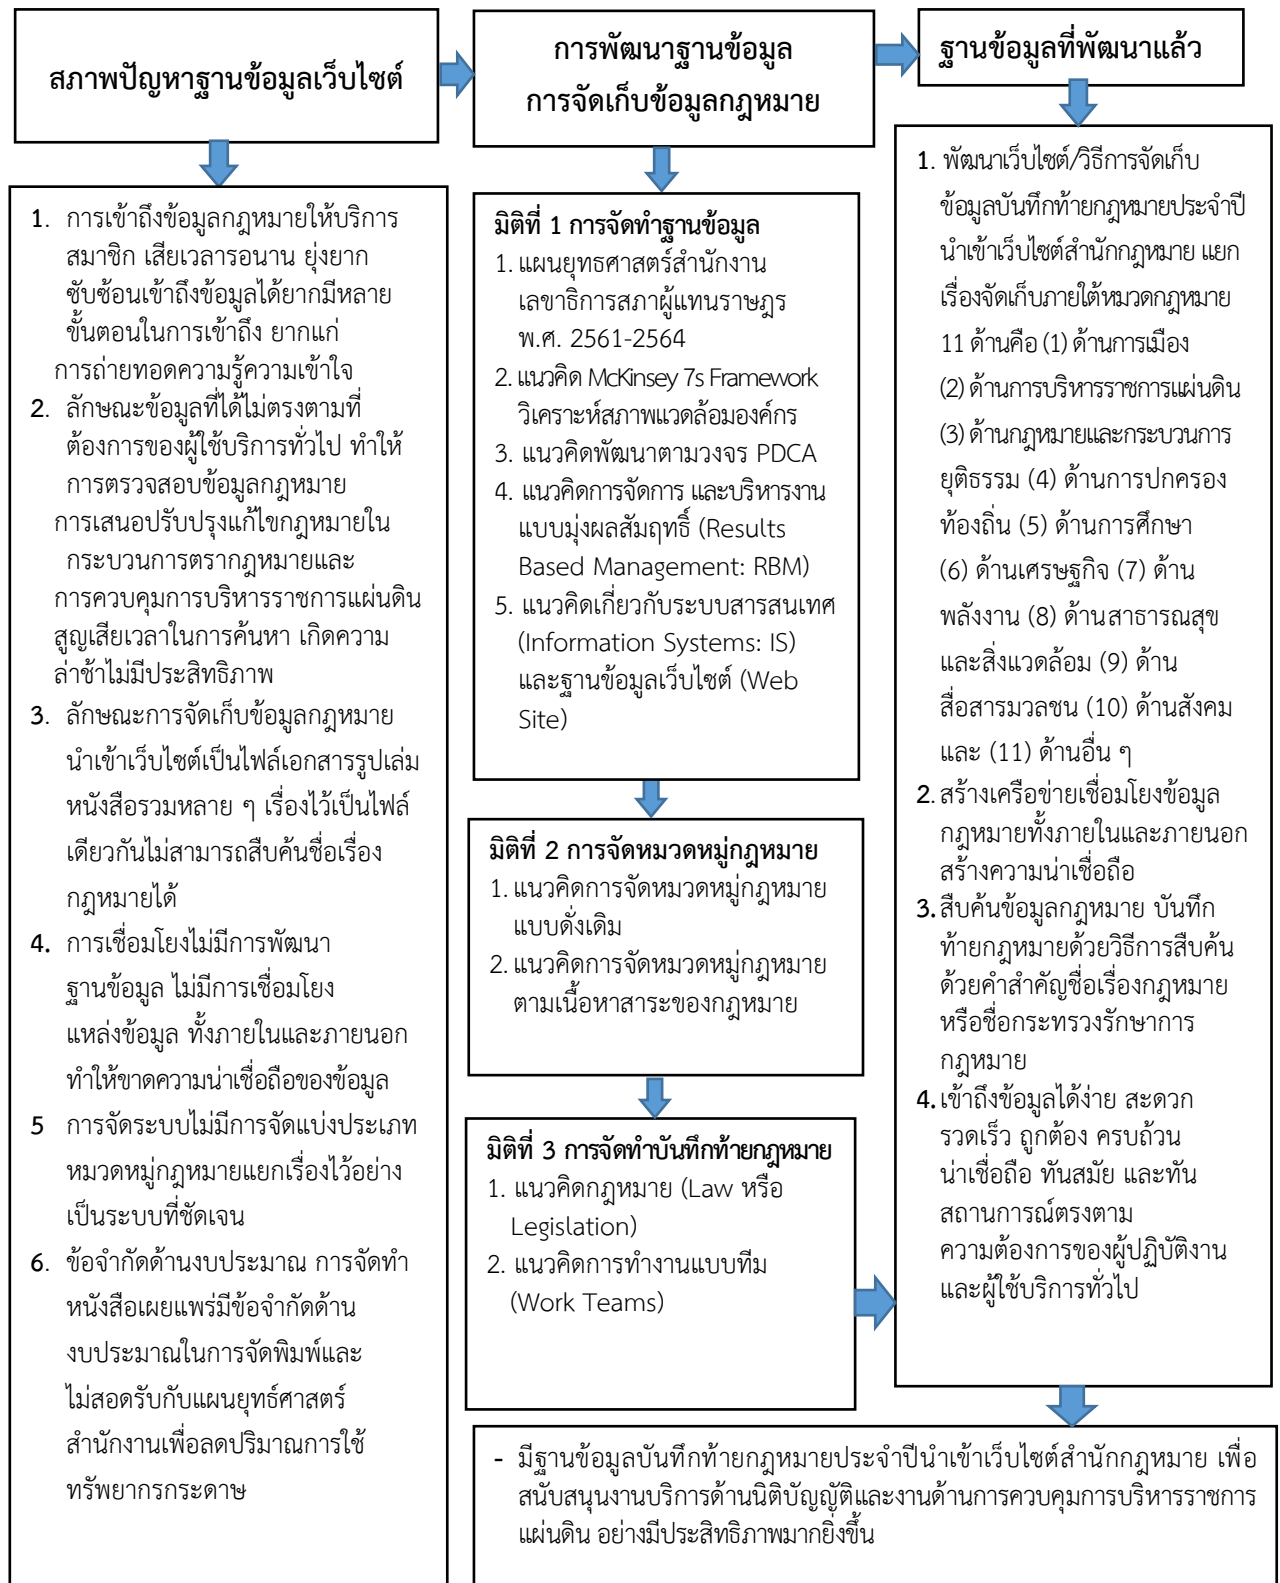 สภาพปัญหาฐานข้อมูลเว็บไซต์
การพัฒนาฐานข้อมูล
การจัดเก็บข้อมูลกฎหมาย
ฐานข้อมูลที่พัฒนาแล้ว
1. การเข้าถึงข้อมูลกฎหมายให้บริการ
สมาชิก เสียเวลารอนาน ยุ่งยาก
ซับซ้อนเข้าถึงข้อมูลได้ยากมีหลาย
ขั้นตอนในการเข้าถึง ยากแก่
การถ่ายทอดความรู้ความเข้าใจ
2. ลักษณะข้อมูลที่ได้ไม่ตรงตามที่
ต้องการของผู้ใช้บริการทั่วไป ทำให้
การตรวจสอบข้อมูลกฎหมาย
การเสนอปรับปรุงแก้ไขกฎหมายใน
กระบวนการตรากฎหมายและ
การควบคุมการบริหารราชการแผ่นดิน
สูญเสียเวลาในการค้นหา เกิดความ
ล่าช้าไม่มีประสิทธิภาพ
3. ลักษณะการจัดเก็บข้อมูลกฎหมาย
นำเข้าเว็บไซต์เป็นไฟล์เอกสารรูปเล่ม
หนังสือรวมหลาย ๆ เรื่องไว้เป็นไฟล์
เดียวกันไม่สามารถสืบค้นชื่อเรื่อง
กฎหมายได้
4. การเชื่อมโยงไม่มีการพัฒนา
ฐานข้อมูล ไม่มีการเชื่อมโยง
แหล่งข้อมูล ทั้งภายในและภายนอก
ทำให้ขาดความน่าเชื่อถือของข้อมูล
5 การจัดระบบไม่มีการจัดแบ่งประเภท
หมวดหมู่กฎหมายแยกเรื่องไว้อย่าง
เป็นระบบที่ชัดเจน
6. ข้อจำกัดด้านงบประมาณ การจัดทำ
หนังสือเผยแพร่มีข้อจำกัดด้าน
งบประมาณในการจัดพิมพ์และ
ไม่สอดรับกับแผนยุทธ์ศาสตร์
สำนักงานเพื่อลดปริมาณการใช้
ทรัพยากรกระดาษ
มิติที่ 1 การจัดทำฐานข้อมูล
1. แผนยุทธศาสตร์สำนักงาน
เลขาธิการสภาผู้แทนราษฎร
พ.ศ. 2561-2564
2. แนวคิด McKinsey 7s Framework
วิเคราะห์สภาพแวดล้อมองค์กร
3. แนวคิดพัฒนาตามวงจร PDCA
4. แนวคิดการจัดการ และบริหารงาน
แบบมุ่งผลสัมฤทธิ์ (Results
Based Management: RBM)
5. แนวคิดเกี่ยวกับระบบสารสนเทศ
(Information Systems: IS)
และฐานข้อมูลเว็บไซต์ (Web
Site)
มิติที่ 2 การจัดหมวดหมู่กฎหมาย
1. แนวคิดการจัดหมวดหมู่กฎหมาย
แบบดั่งเดิม
2. แนวคิดการจัดหมวดหมู่กฎหมาย
ตามเนื้อหาสาระของกฎหมาย
มิติที่ 3 การจัดทำบันทึกท้ายกฎหมาย
1. แนวคิดกฎหมาย (Law หรือ
Legislation)
2. แนวคิดการทำงานแบบทีม
(Work Teams)
1. พัฒนาเว็บไซต์/วิธีการจัดเก็บ
ข้อมูลบันทึกท้ายกฎหมายประจำปี
นำเข้าเว็บไซต์สำนักกฎหมาย แยก
เรื่องจัดเก็บภายใต้หมวดกฎหมาย
11 ด้านคือ (1) ด้านการเมือง
(2) ด้านการบริหารราชการแผ่นดิน
(3) ด้านกฎหมายและกระบวนการ
ยุติธรรม (4) ด้านการปกครอง
ท้องถิ่น (5) ด้านการศึกษา
(6) ด้านเศรษฐกิจ (7) ด้าน
พลังงาน (8) ด้านสาธารณสุข
และสิ่งแวดล้อม (9) ด้าน
สื่อสารมวลชน (10) ด้านสังคม
และ (11) ด้านอื่น ๆ
2. สร้างเครือข่ายเชื่อมโยงข้อมูล
กฎหมายทั้งภายในและภายนอก
สร้างความน่าเชื่อถือ
3. สืบค้นข้อมูลกฎหมาย บันทึก
ท้ายกฎหมายด้วยวิธีการสืบค้น
ด้วยคำสำคัญชื่อเรื่องกฎหมาย
หรือชื่อกระทรวงรักษาการ
กฎหมาย
4. เข้าถึงข้อมูลได้ง่าย สะดวก
รวดเร็ว ถูกต้อง ครบถ้วน
น่าเชื่อถือ ทันสมัย และทัน
สถานการณ์ตรงตาม
ความต้องการของผู้ปฏิบัติงาน
และผู้ใช้บริการทั่วไป
- มีฐานข้อมูลบันทึกท้ายกฎหมายประจำปีนำเข้าเว็บไซต์สำนักกฎหมาย เพื่อ
สนับสนุนงานบริการด้านนิติบัญญัติและงานด้านการควบคุมการบริหารราชการ
แผ่นดิน อย่างมีประสิทธิภาพมากยิ่งขึ้น